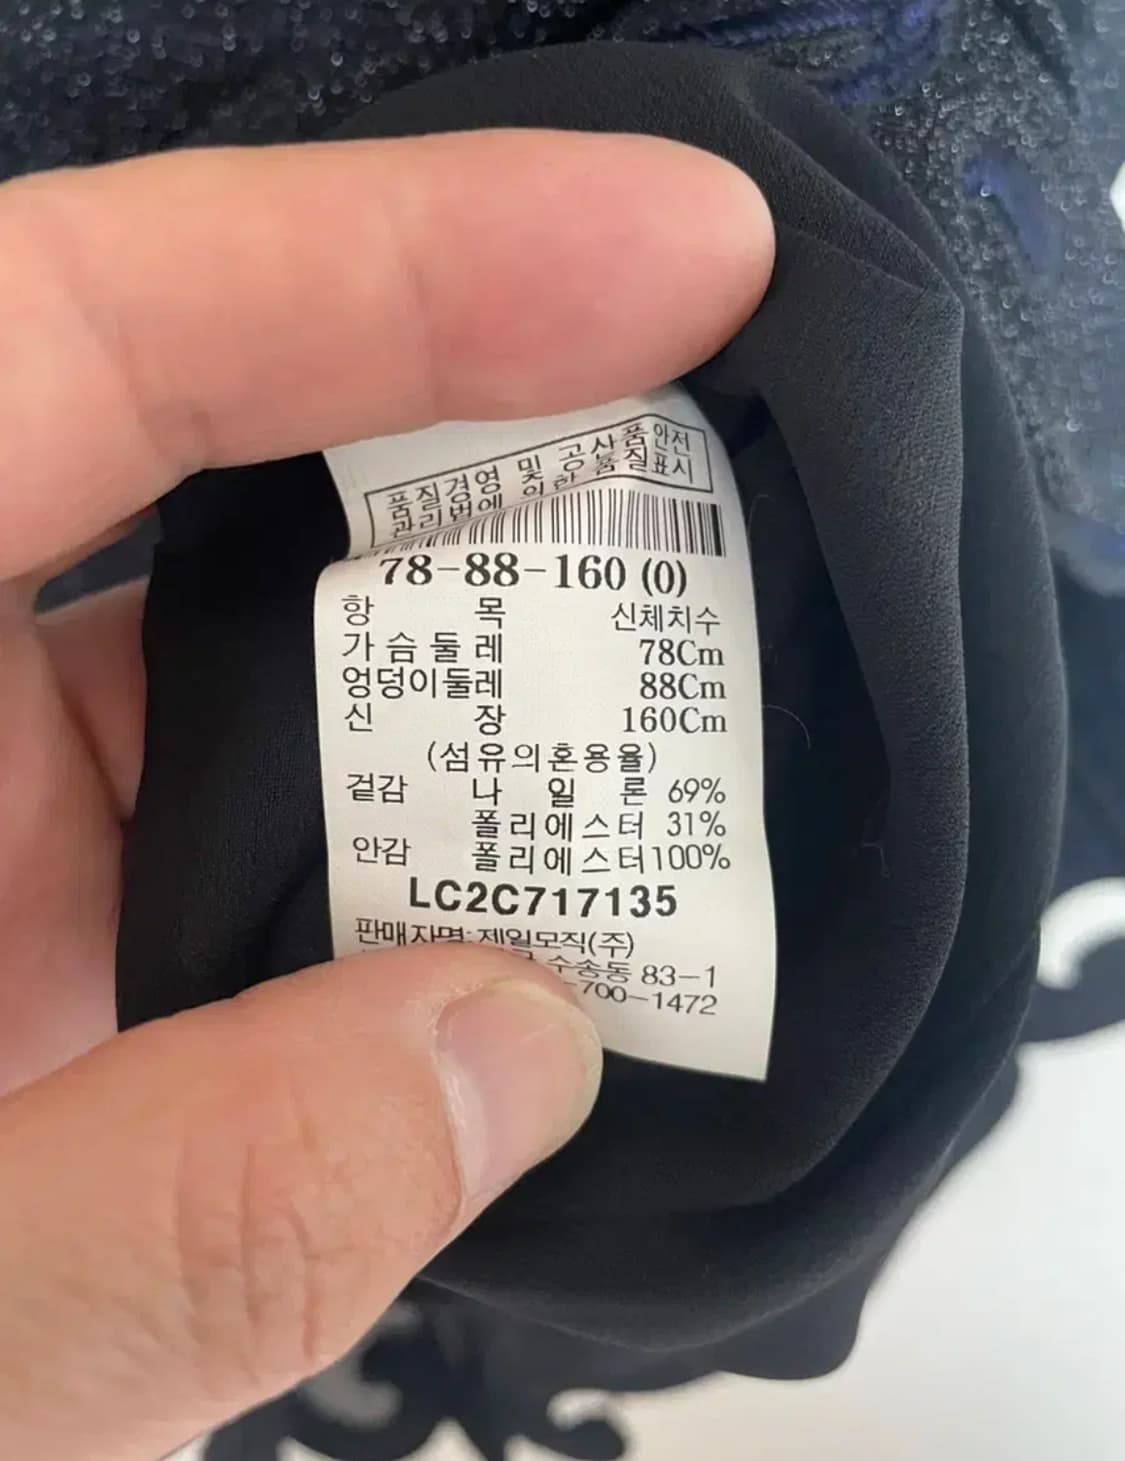 품질경영 및 공산품안전
관리법에 의한 품질표시
78-88-160 (0)
항 목 신체치수
가슴둘레 78Cm
엉덩이둘레 88Cm
신 장 160Cm
(섬유의혼용율)
겉감 나 일 론 69%
폴리에스터 31%
안감 폴리에스터100%
LC2C717135
판매자명: 제일모직(주)
수송동 83-1
-700-1472